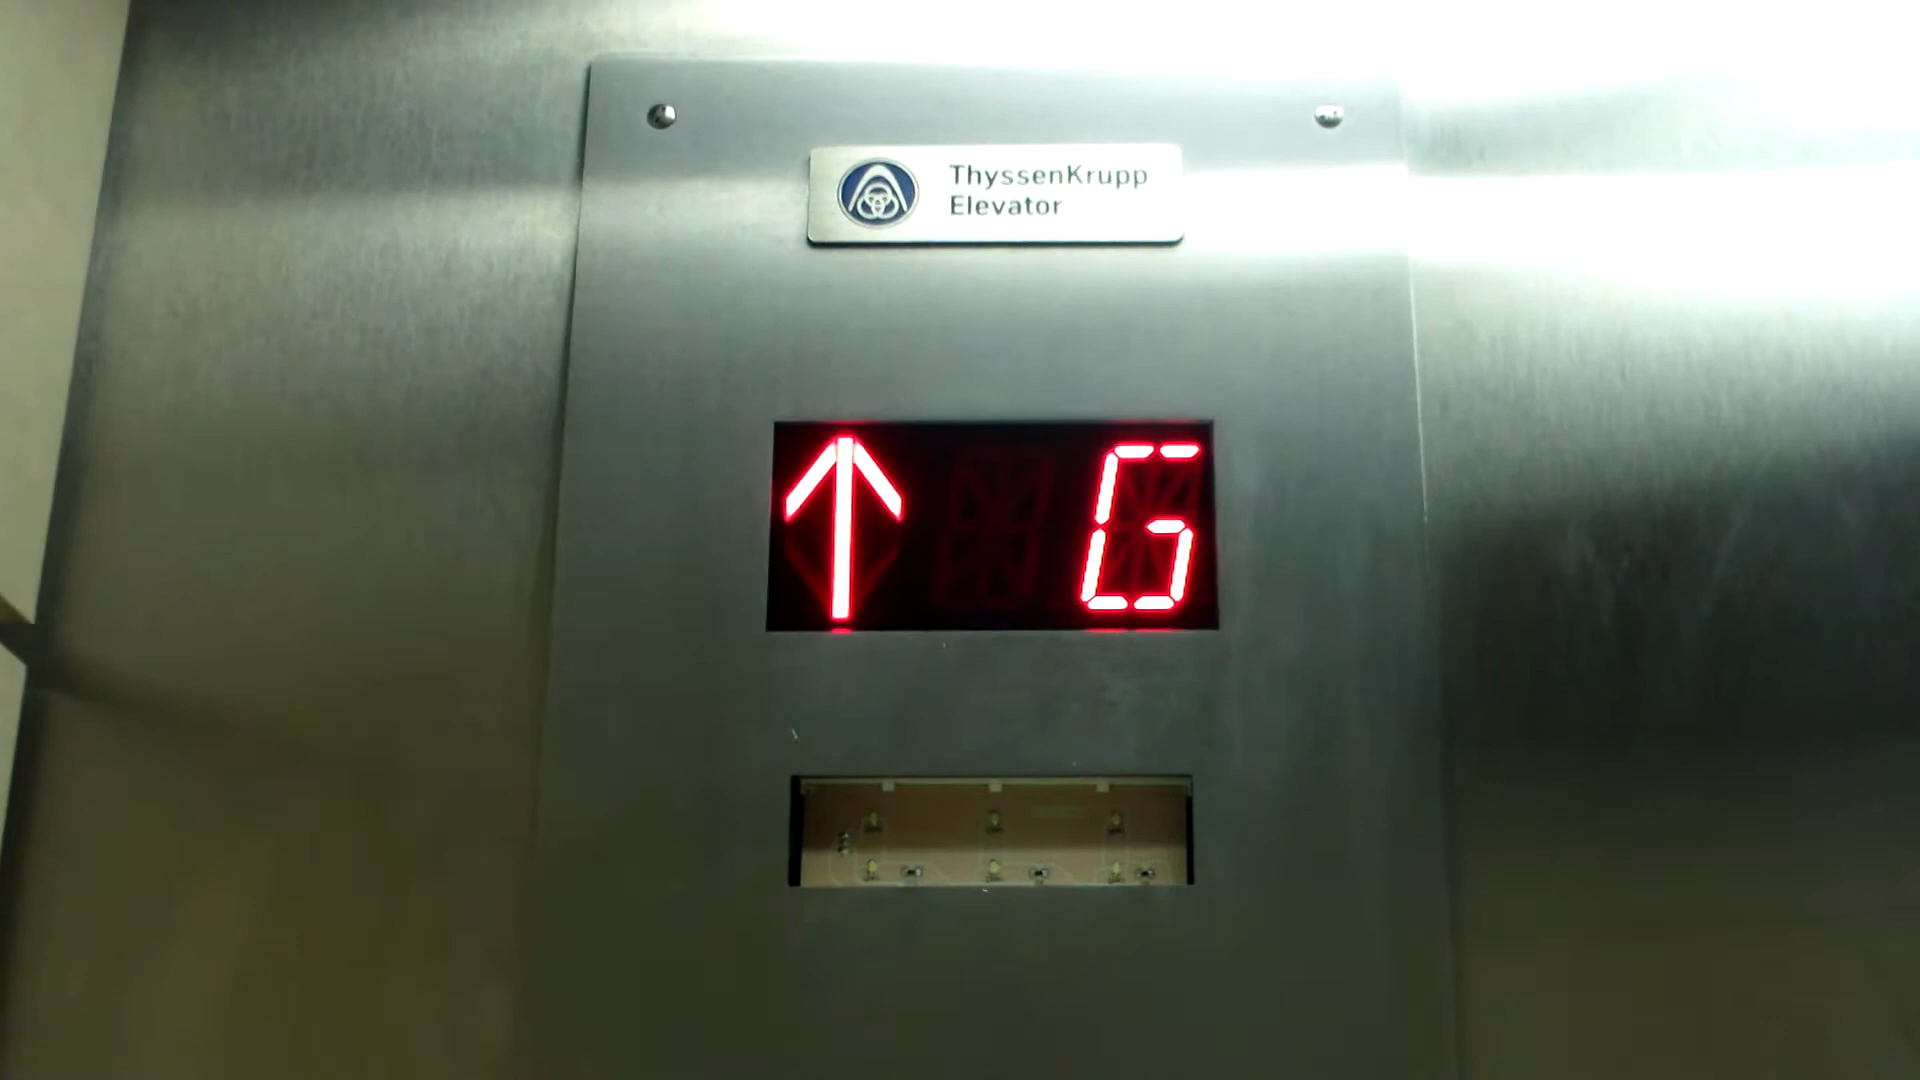 ThyssenKrupp
Elevator
↑ G